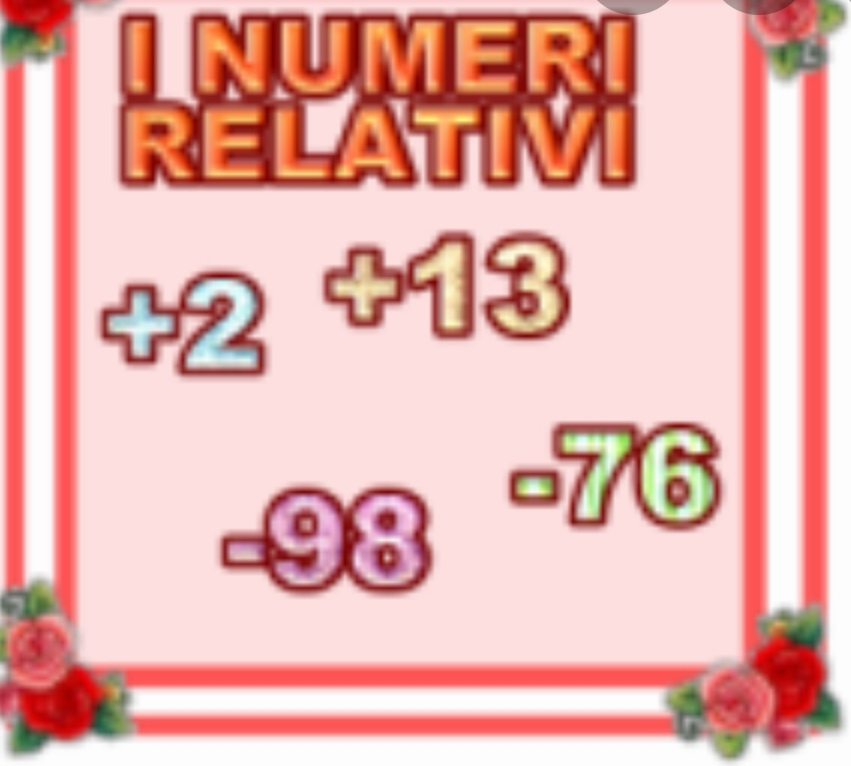 I NUMERI
RELATIVI
+2 +13
-76
-98